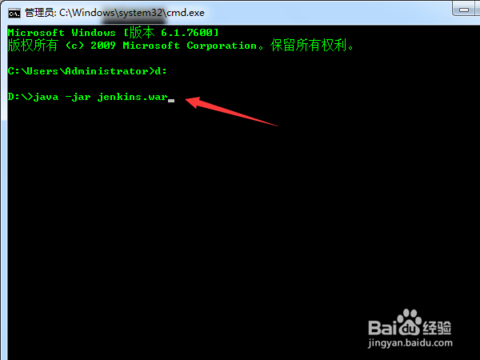 管理员: C:\Windows\system32\cmd.exe
Microsoft Windows [版本 6.1.7600]
版权所有 (c) 2009 Microsoft Corporation。保留所有权利。
C:\Users\Administrator>d:
D:\>java -jar jenkins.war
Baidu经验
jingyan.baidu.com